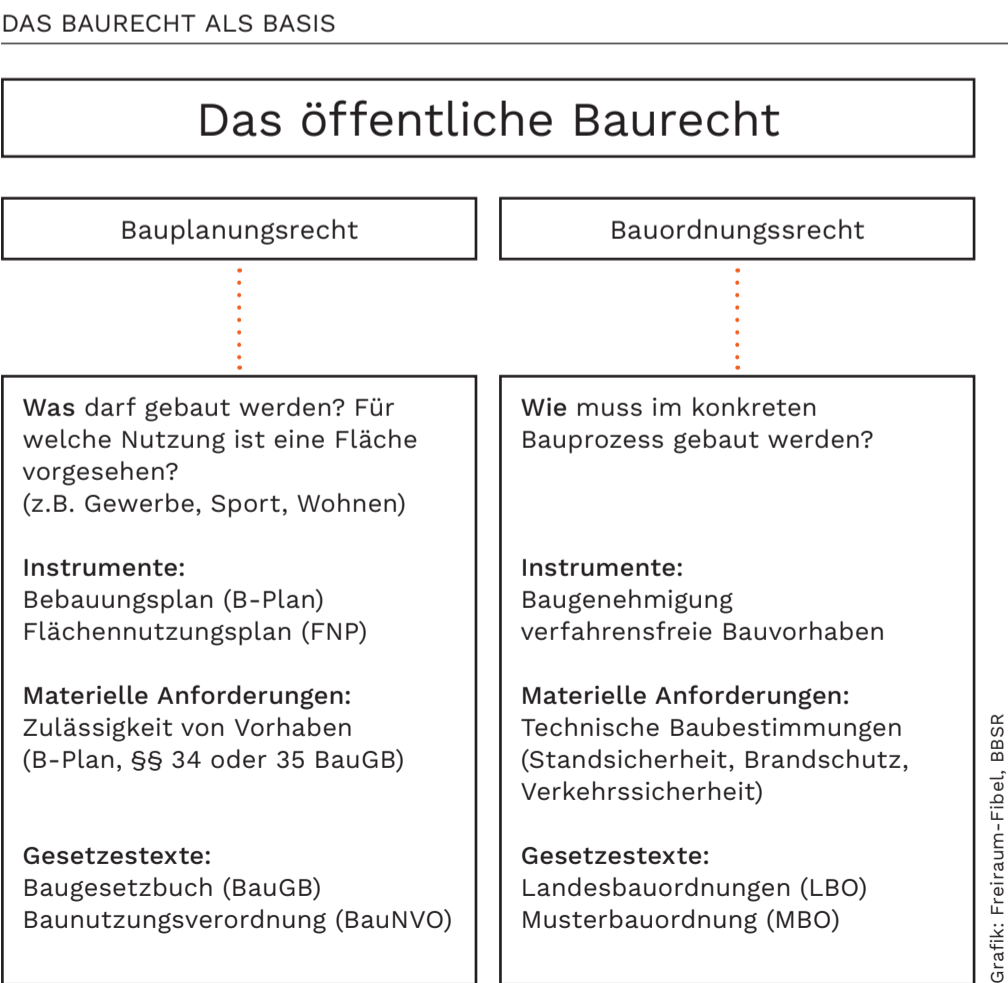 DAS BAURECHT ALS BASIS
Das öffentliche Baurecht
Bauplanungsrecht
Was darf gebaut werden? Für
welche Nutzung ist eine Fläche
vorgesehen?
(z.B. Gewerbe, Sport, Wohnen)
Instrumente:
Bebauungsplan (B-Plan)
Flächennutzungsplan (FNP)
Materielle Anforderungen:
Zulässigkeit von Vorhaben
(B-Plan, §§ 34 oder 35 BauGB)
Gesetzestexte:
Baugesetzbuch (BauGB)
Baunutzungsverordnung (BauNVO)
Bauordnungssrecht
Wie muss im konkreten
Bauprozess gebaut werden?
Instrumente:
Baugenehmigung
verfahrensfreie Bauvorhaben
Materielle Anforderungen:
Technische Baubestimmungen
(Standsicherheit, Brandschutz,
Verkehrssicherheit)
Gesetzestexte:
Landesbauordnungen (LBO)
Musterbauordnung (MBO)
Grafik: Freiraum-Fibel, BBSR